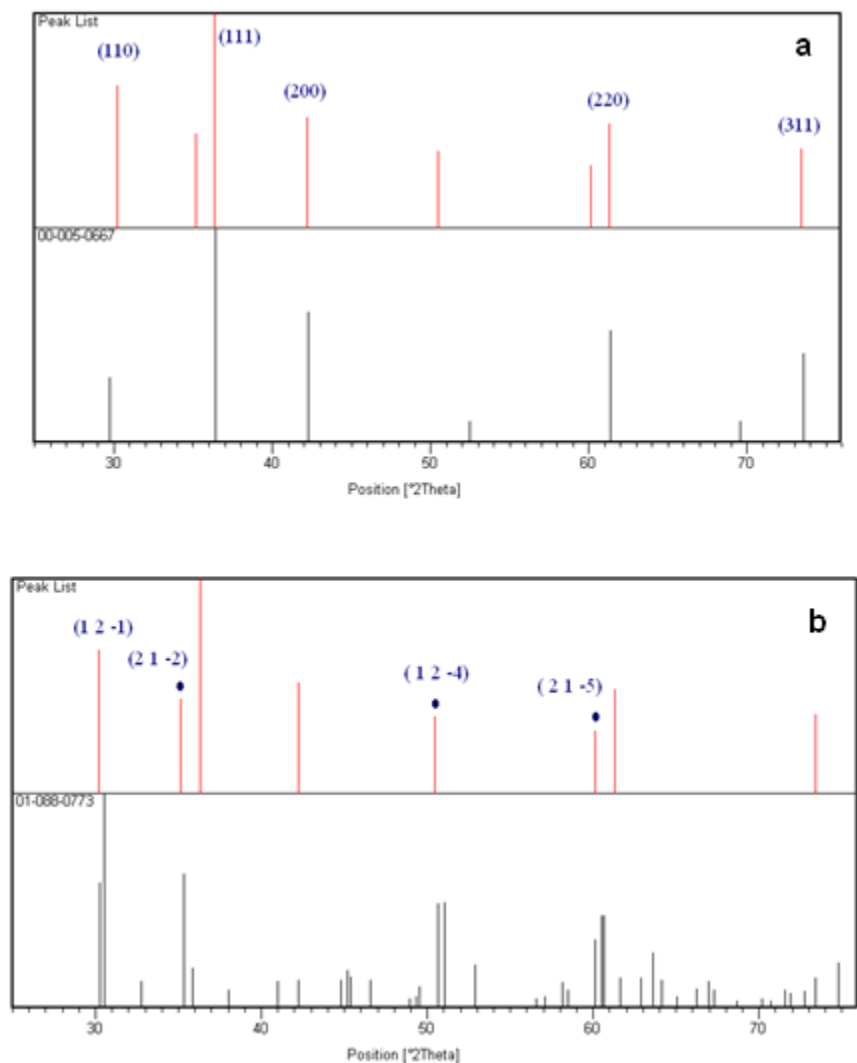 Peak List
a
(110)
(111)
(200)
(220)
(311)
00-005-0667
30 40 50 60 70
Position [°2Theta]
Peak List
b
(1 2 -1)
(2 1 -2)
( 1 2 -4)
( 2 1 -5)
01-088-0773
30 40 50 60 70
Position [°2Theta]